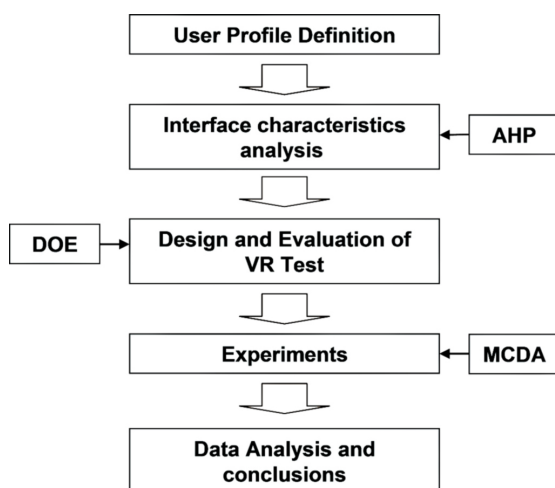 User Profile Definition
Interface characteristics
analysis
AHP
DOE
Design and Evaluation of
VR Test
Experiments
MCDA
Data Analysis and
conclusions